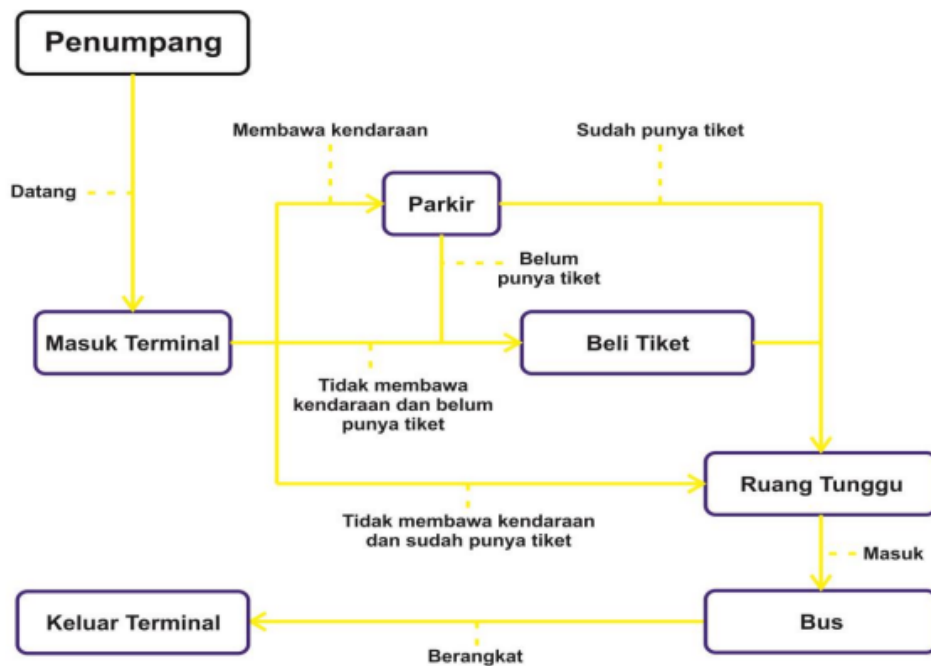 Penumpang
Membawa kendaraan
Sudah punya tiket
Datang
Parkir
Belum
punya tiket
Masuk Terminal
Beli Tiket
Tidak membawa
kendaraan dan belum
punya tiket
Ruang Tunggu
Tidak membawa kendaraan
dan sudah punya tiket
Masuk
Keluar Terminal
Bus
Berangkat